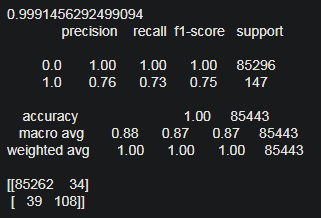 0.9991456292499094
precision recall f1-score support
0.0 1.00 1.00 1.00 85296
1.0 0.76 0.73 0.75 147
accuracy 1.00 85443
macro avg 0.88 0.87 0.87 85443
weighted avg 1.00 1.00 1.00 85443
[[85262 34]
[ 39 108]]